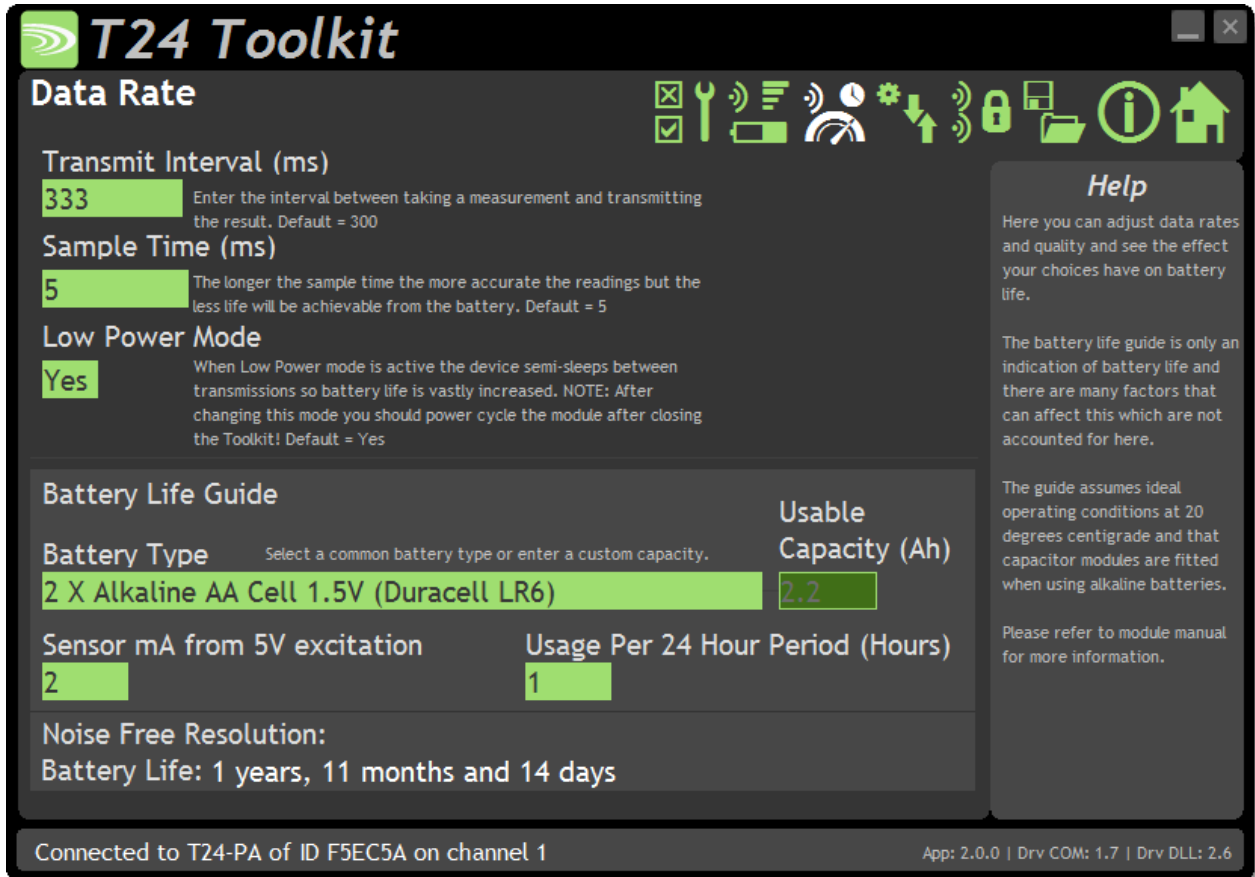 T24 Toolkit
Data Rate
Transmit Interval (ms)
333
Enter the interval between taking a measurement and transmitting
the result. Default = 300
Sample Time (ms)
5
The longer the sample time the more accurate the readings but the
less life will be achievable from the battery. Default = 5
Low Power Mode
Yes
When Low Power mode is active the device semi-sleeps between
transmissions so battery life is vastly increased. NOTE: After
changing this mode you should power cycle the module after closing
the Toolkit! Default = Yes
Battery Life Guide
Battery Type
Select a common battery type or enter a custom capacity.
Usable
Capacity (Ah)
2 X Alkaline AA Cell 1.5V (Duracell LR6)
2.2
Sensor mA from 5V excitation
2
Usage Per 24 Hour Period (Hours)
1
Noise Free Resolution:
Battery Life: 1 years, 11 months and 14 days
Help
Here you can adjust data rates
and quality and see the effect
your choices have on battery
life.
The battery life guide is only an
indication of battery life and
there are many factors that
can affect this which are not
accounted for here.
The guide assumes ideal
operating conditions at 20
degrees centigrade and that
capacitor modules are fitted
when using alkaline batteries.
Please refer to module manual
for more information.
Connected to T24-PA of ID F5EC5A on channel 1
App: 2.0.0 | Drv COM: 1.7 | Drv DLL: 2.6